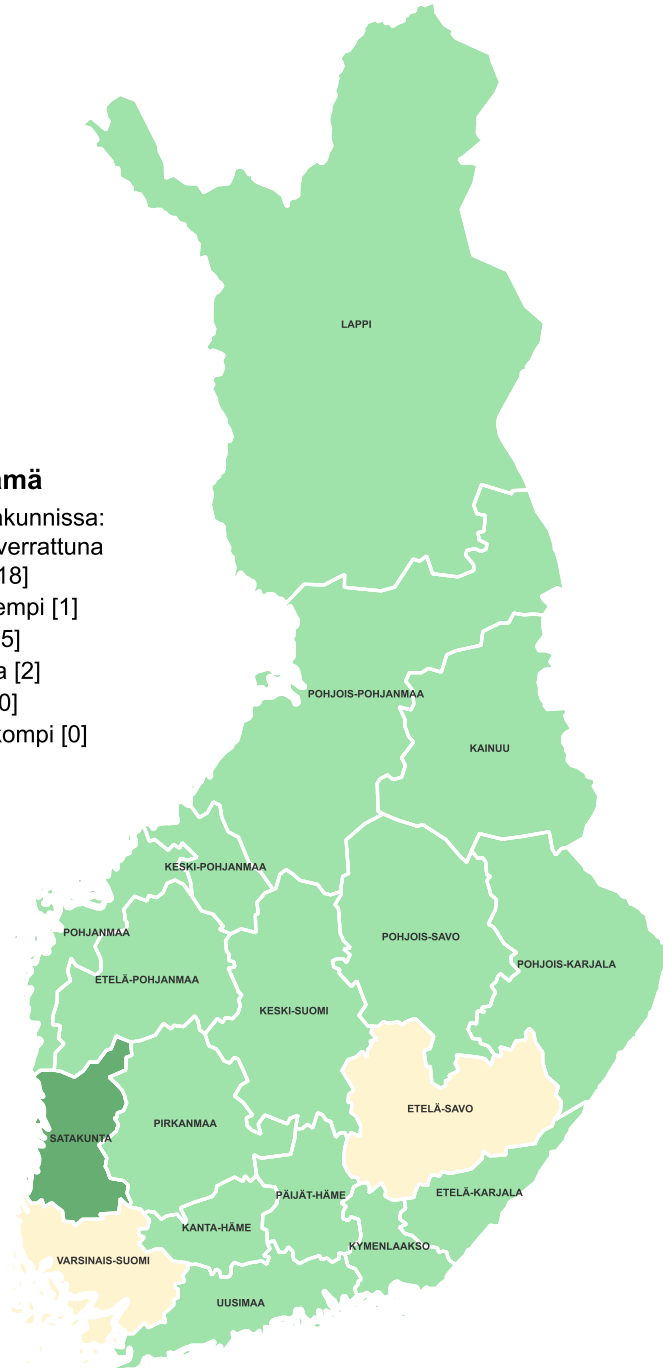 LAPPI
ämä
akunnissa:
verrattuna
18]
empi [1]
5]
a [2]
0]
kompi [0]
POHJOIS-POHJANMAA
KAINUU
KESKI-POHJANMAA
POHJANMAA
POHJOIS-SAVO
POHJOIS-KARJALA
ETELÄ-POHJANMAA
KESKI-SUOMI
ETELÄ-SAVO
PIRKANMAA
SATAKUNTA
PÄIJÄT-HÄME
ETELÄ-KARJALA
KANTA-HÄME
KYMENLAAKSO
VARSINAIS-SUOMI
UUSIMAA